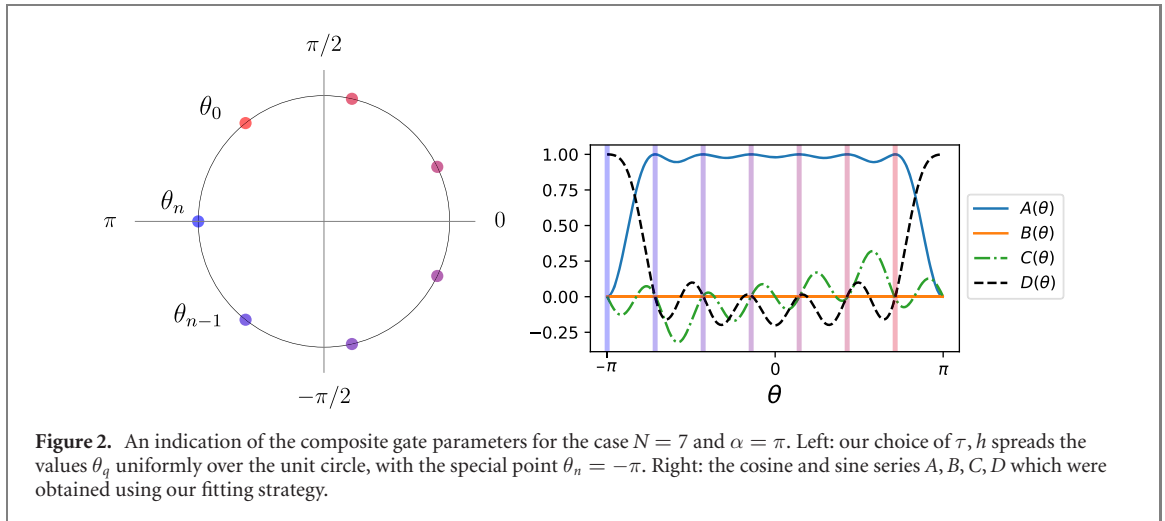 π/2
θ₀
θₙ
π
0
θₙ₋₁
−π/2
1.00
0.75
0.50
0.25
0.00
−0.25
−π
0
π
θ
A(θ)
B(θ)
C(θ)
D(θ)
Figure 2. An indication of the composite gate parameters for the case N = 7 and α = π. Left: our choice of τ, h spreads the
values θ_q uniformly over the unit circle, with the special point θₙ = −π. Right: the cosine and sine series A, B, C, D which were
obtained using our fitting strategy.